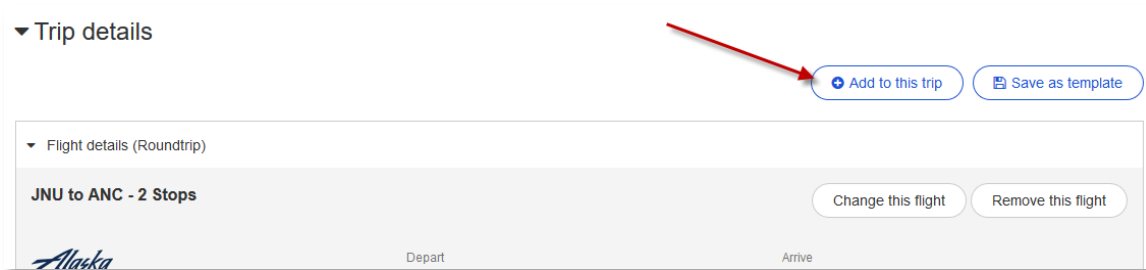 Trip details
Add to this trip
Save as template
Flight details (Roundtrip)
JNU to ANC - 2 Stops
Change this flight
Remove this flight
Alaska
Depart
Arrive